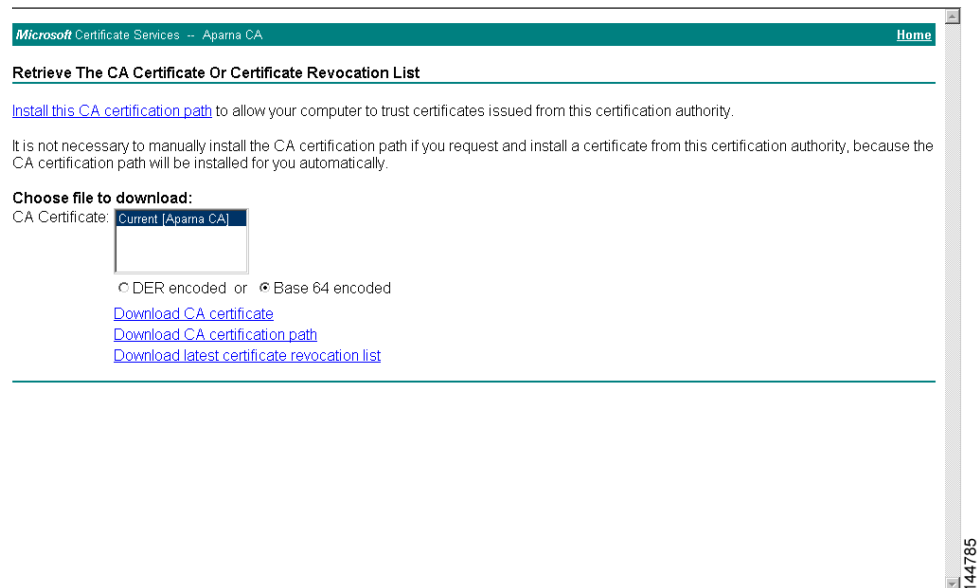 Microsoft Certificate Services -- Aparna CA Home
Retrieve The CA Certificate Or Certificate Revocation List
Install this CA certification path to allow your computer to trust certificates issued from this certification authority.
It is not necessary to manually install the CA certification path if you request and install a certificate from this certification authority, because the
CA certification path will be installed for you automatically.
Choose file to download:
CA Certificate: Current [Aparna CA]
DER encoded or Base 64 encoded
Download CA certificate
Download CA certification path
Download latest certificate revocation list
144785